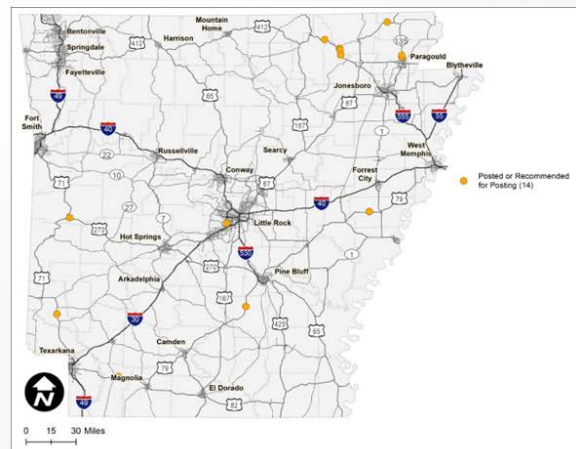 Bentonville
Springdale
Fayetteville
Mountain
Home
Harrison
412
62
412
135
Paragould
Blytheville
Jonesboro
49
65
67
167
555
55
1
Fort
Smith
40
22
Russellville
Searcy
Conway
67
West
Memphis
Forrest
City
Posted or Recommended
for Posting (14)
71
10
27
7
40
79
Little Rock
270
Hot Springs
530
1
71
270
Pine Bluff
Arkadelphia
167
425
65
30
Camden
Texarkana
79
Magnolia
El Dorado
82
49
N
0 15 30 Miles